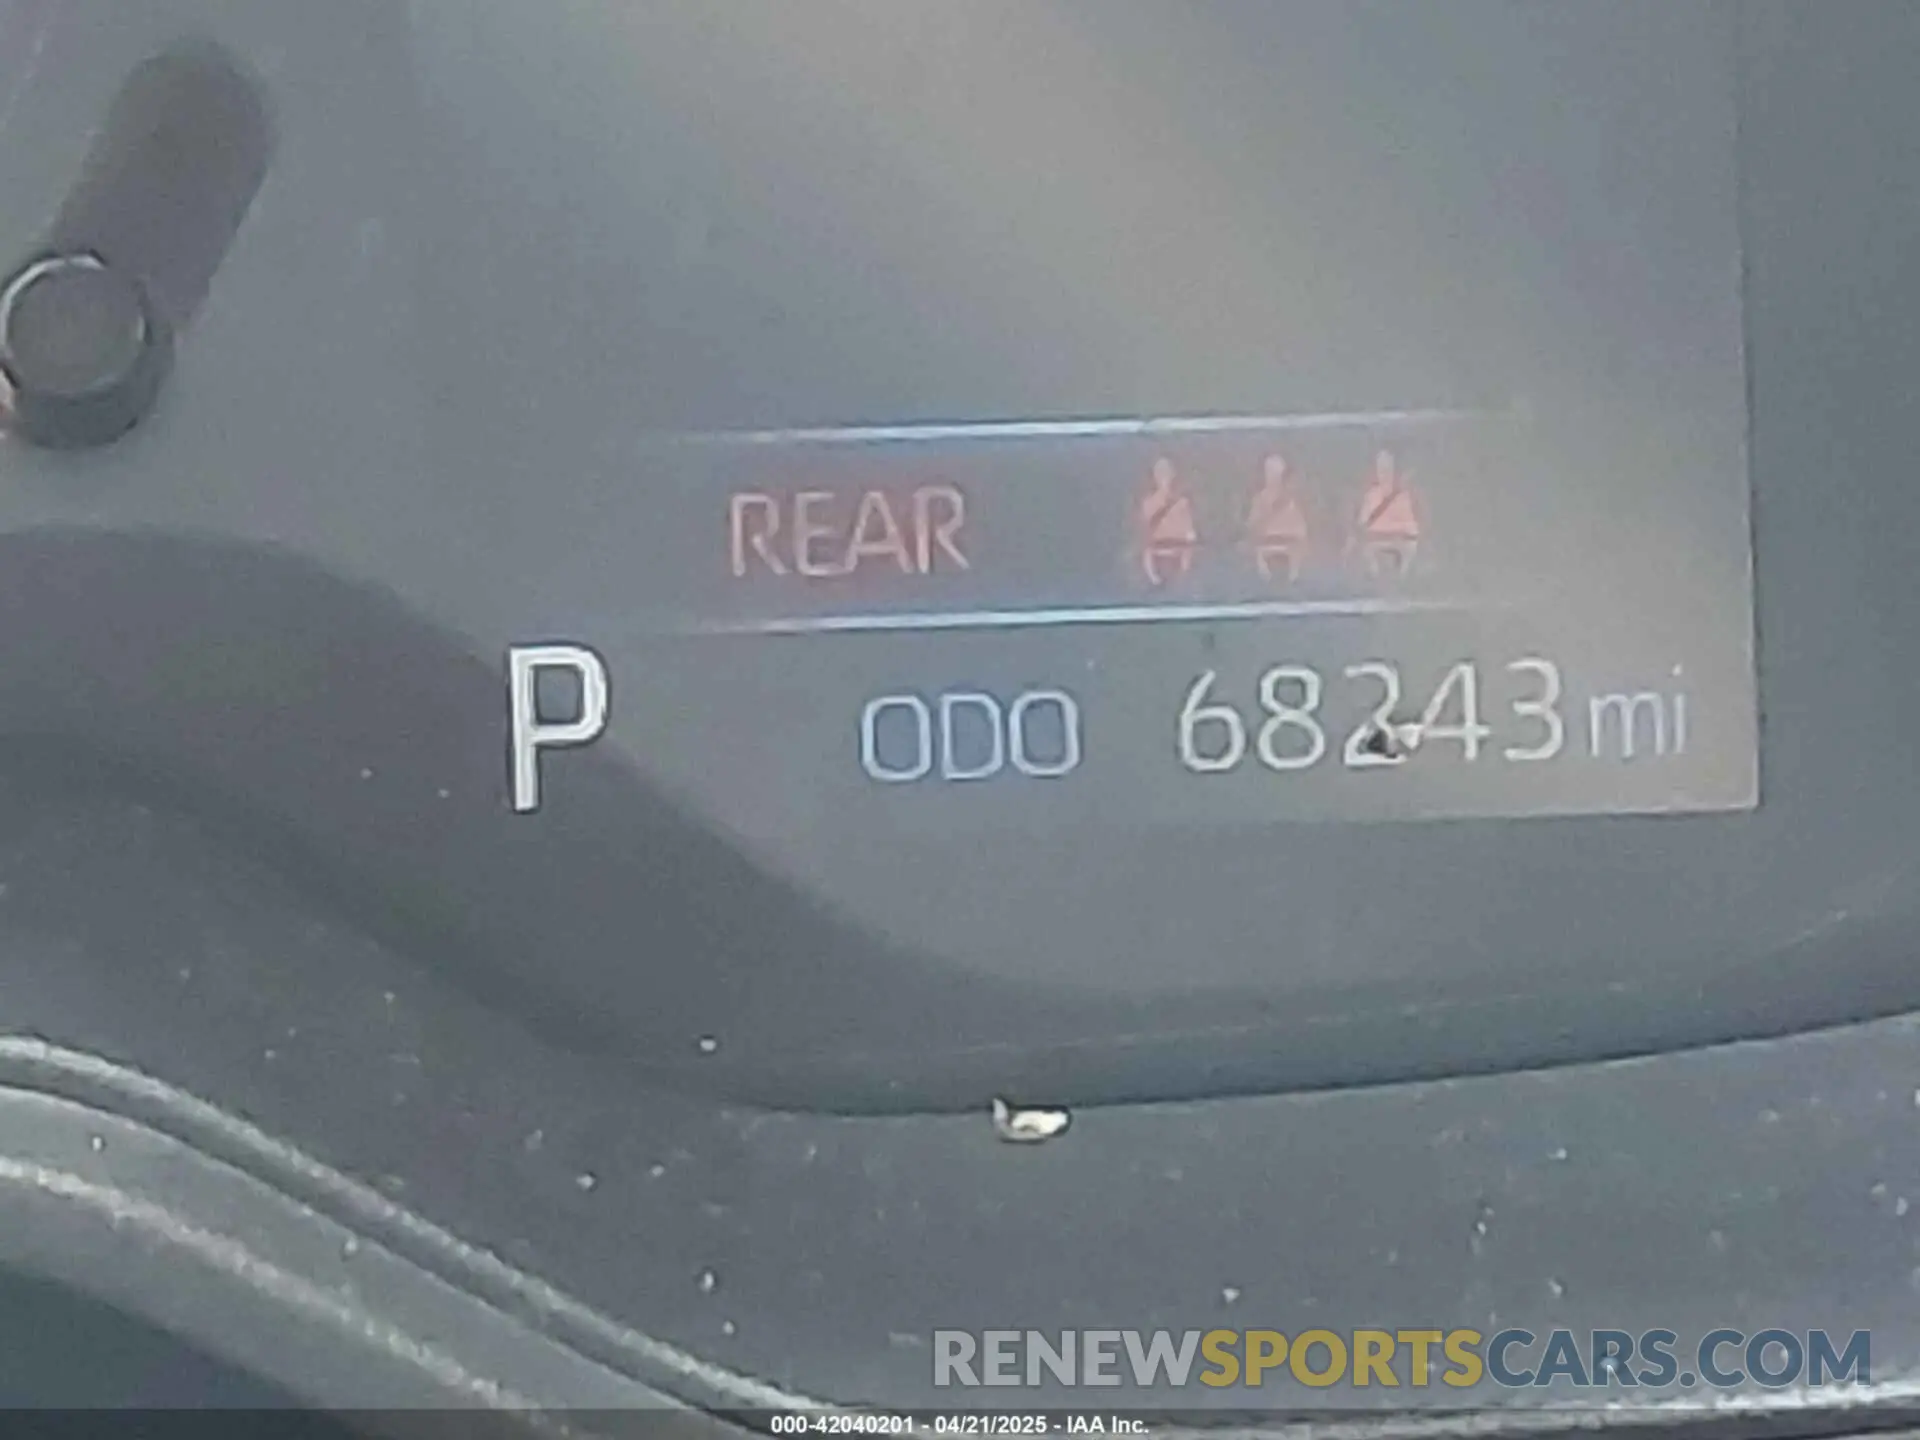 REAR
P ODO 68243 mi
RENEWSPORTSCARS.COM
000-42040201 - 04/21/2025 - IAA Inc.